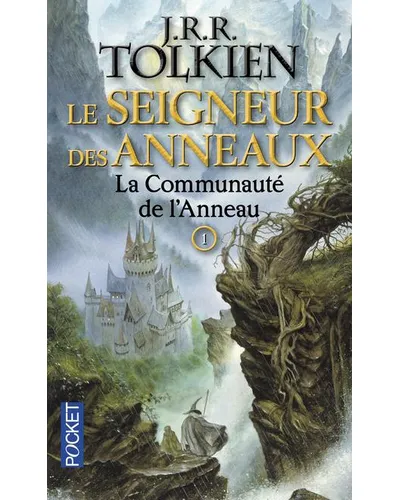 J.R.R.
TOLKIEN
LE SEIGNEUR
DES ANNEAUX
La Communauté
de l'Anneau
1
POCKET